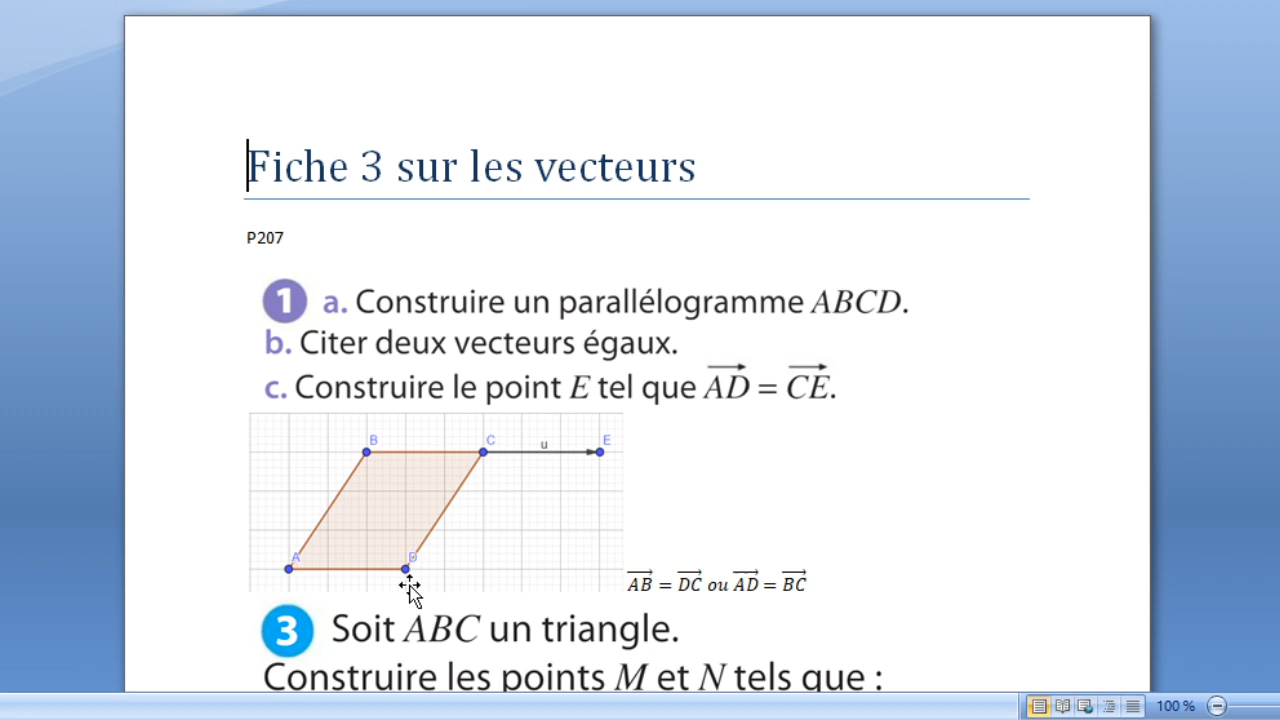 Fiche 3 sur les vecteurs
P207
1 a. Construire un parallélogramme ABCD.
b. Citer deux vecteurs égaux.
c. Construire le point E tel que AD⃗ = CE⃗.
B C u E
A D
AB⃗ = DC⃗ ou AD⃗ = BC⃗
3 Soit ABC un triangle.
Construire les points M et N tels que :
100 %